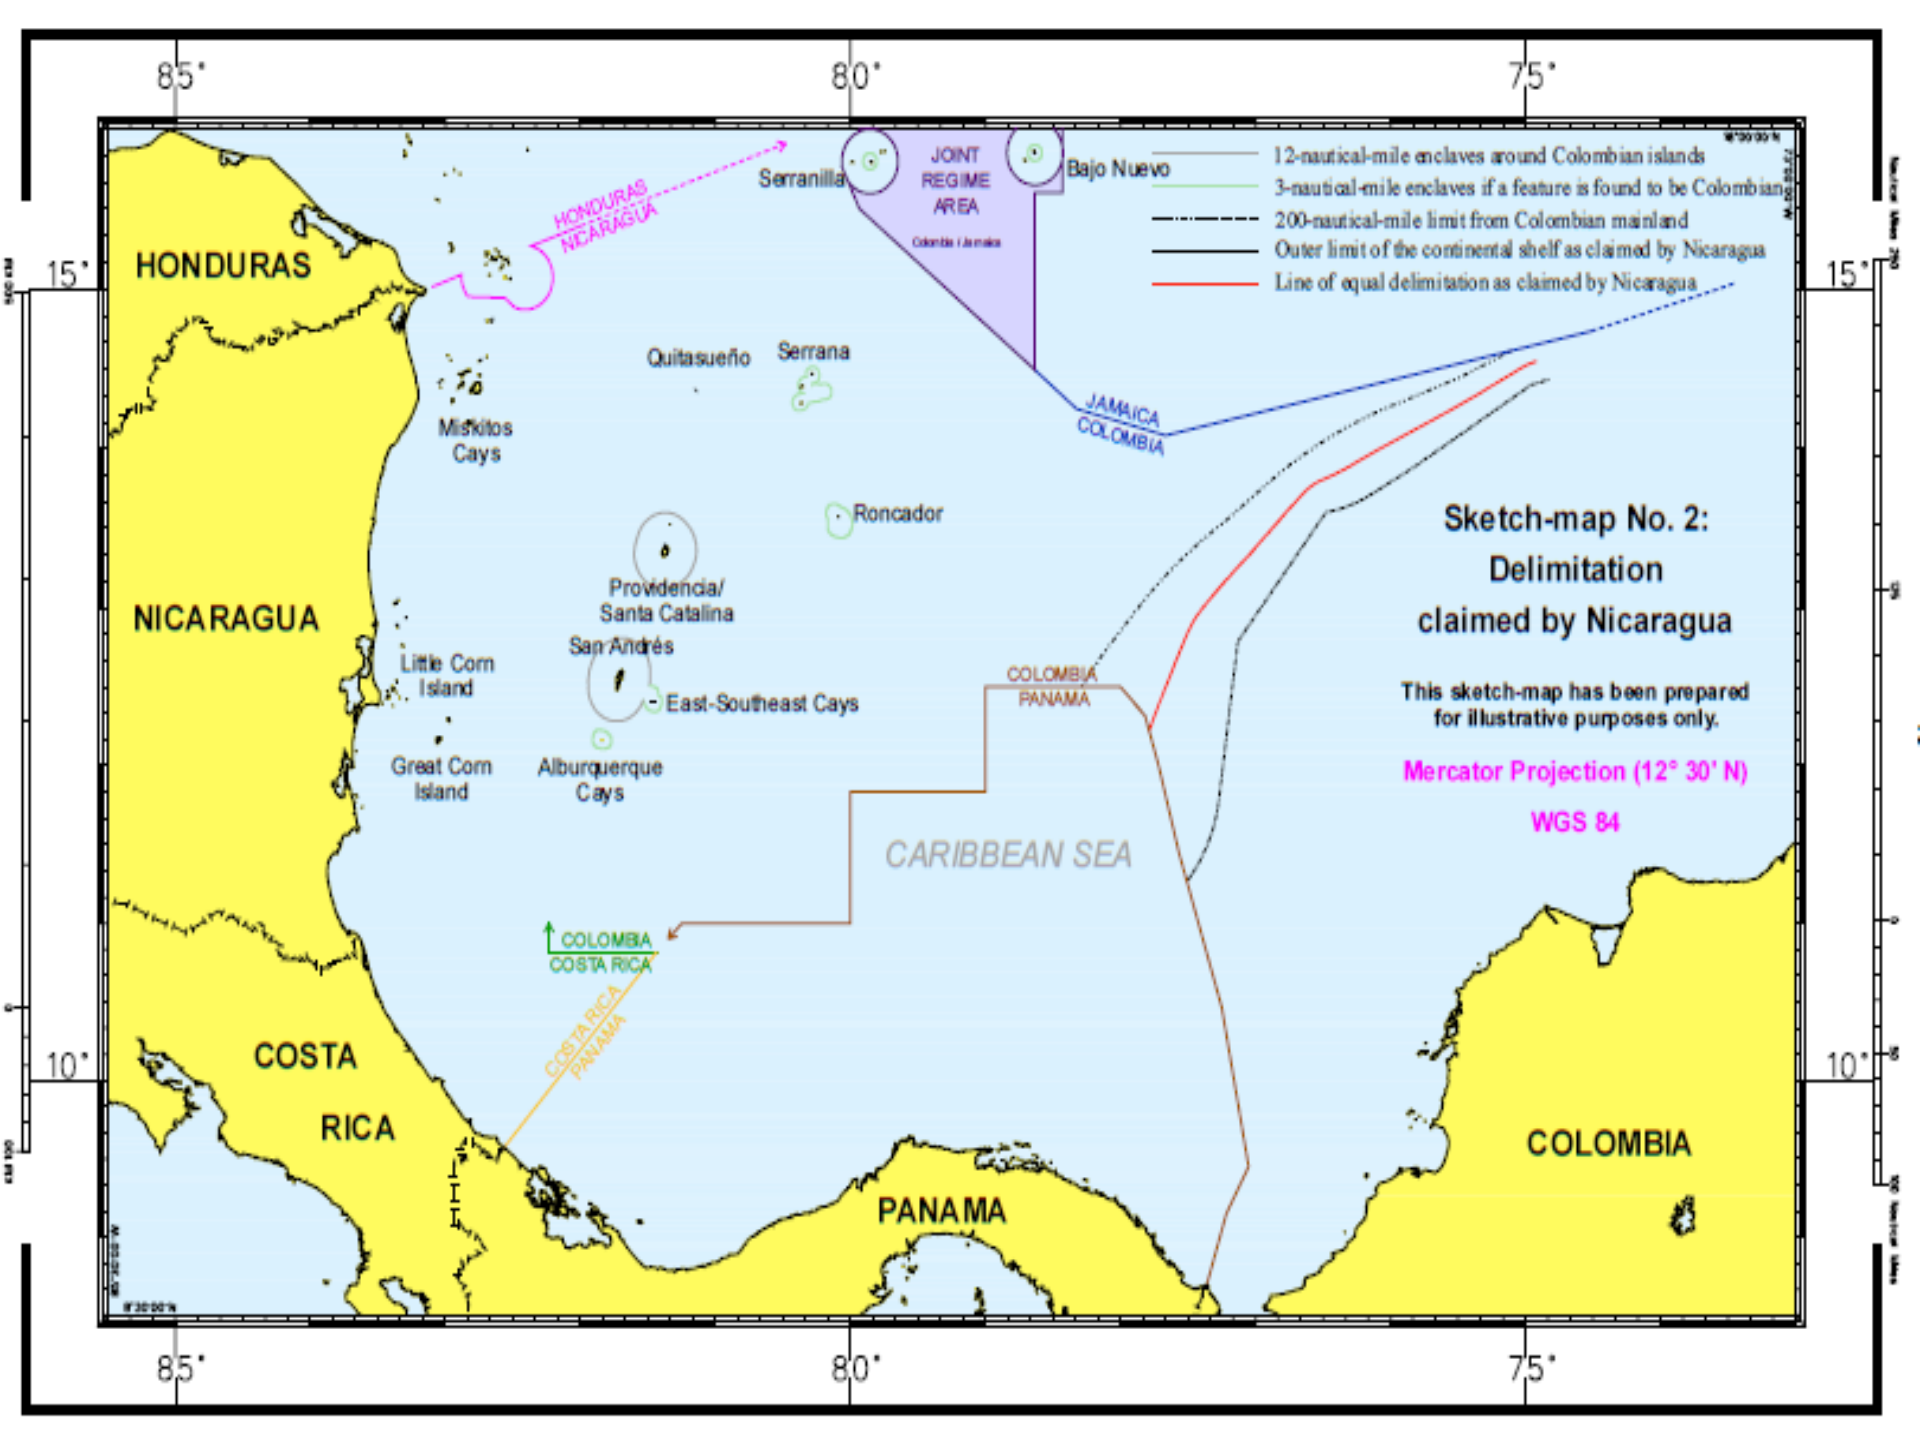 85°
80°
75°
JOINT
REGIME
AREA
Colombia / Jamaica
Serranilla
Bajo Nuevo
12-nautical-mile enclaves around Colombian islands
3-nautical-mile enclaves if a feature is found to be Colombian
200-nautical-mile limit from Colombian mainland
Outer limit of the continental shelf as claimed by Nicaragua
Line of equal delimitation as claimed by Nicaragua
HONDURAS
NICARAGUA
HONDURAS
15°
15°
Quitasueño
Serrana
JAMAICA
COLOMBIA
Miskitos
Cays
Roncador
Sketch-map No. 2:
Delimitation
claimed by Nicaragua
Providencia/
Santa Catalina
NICARAGUA
San Andrés
Little Corn
Island
East-Southeast Cays
COLOMBIA
PANAMA
This sketch-map has been prepared
for illustrative purposes only.
Great Corn
Island
Alburquerque
Cays
Mercator Projection (12° 30' N)
WGS 84
CARIBBEAN SEA
COLOMBIA
COSTA RICA
COSTA RICA
PANAMA
COSTA
RICA
10°
10°
PANAMA
COLOMBIA
85°
80°
75°